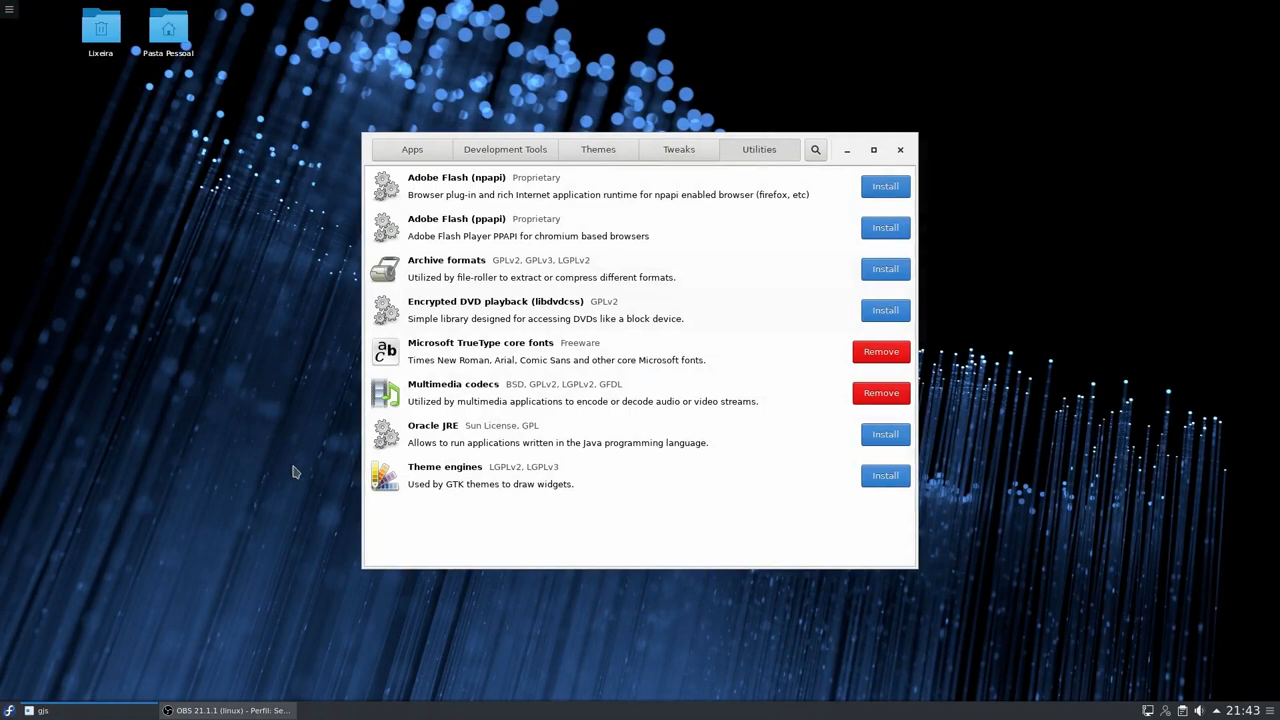 Lixeira
Pasta Pessoal
Apps
Development Tools
Themes
Tweaks
Utilities
Adobe Flash (npapi) Proprietary
Browser plug-in and rich Internet application runtime for npapi enabled browser (firefox, etc)
Install
Adobe Flash (ppapi) Proprietary
Adobe Flash Player PPAPI for chromium based browsers
Install
Archive formats GPLv2, GPLv3, LGPLv2
Utilized by file-roller to extract or compress different formats.
Install
Encrypted DVD playback (libdvdcss) GPLv2
Simple library designed for accessing DVDs like a block device.
Install
abc
Microsoft TrueType core fonts Freeware
Times New Roman, Arial, Comic Sans and other core Microsoft fonts.
Remove
Multimedia codecs BSD, GPLv2, LGPLv2, GFDL
Utilized by multimedia applications to encode or decode audio or video streams.
Remove
Oracle JRE Sun License, GPL
Allows to run applications written in the Java programming language.
Install
Theme engines LGPLv2, LGPLv3
Used by GTK themes to draw widgets.
Install
gjs
OBS 21.1.1 (linux) - Perfil: Se...
21:43